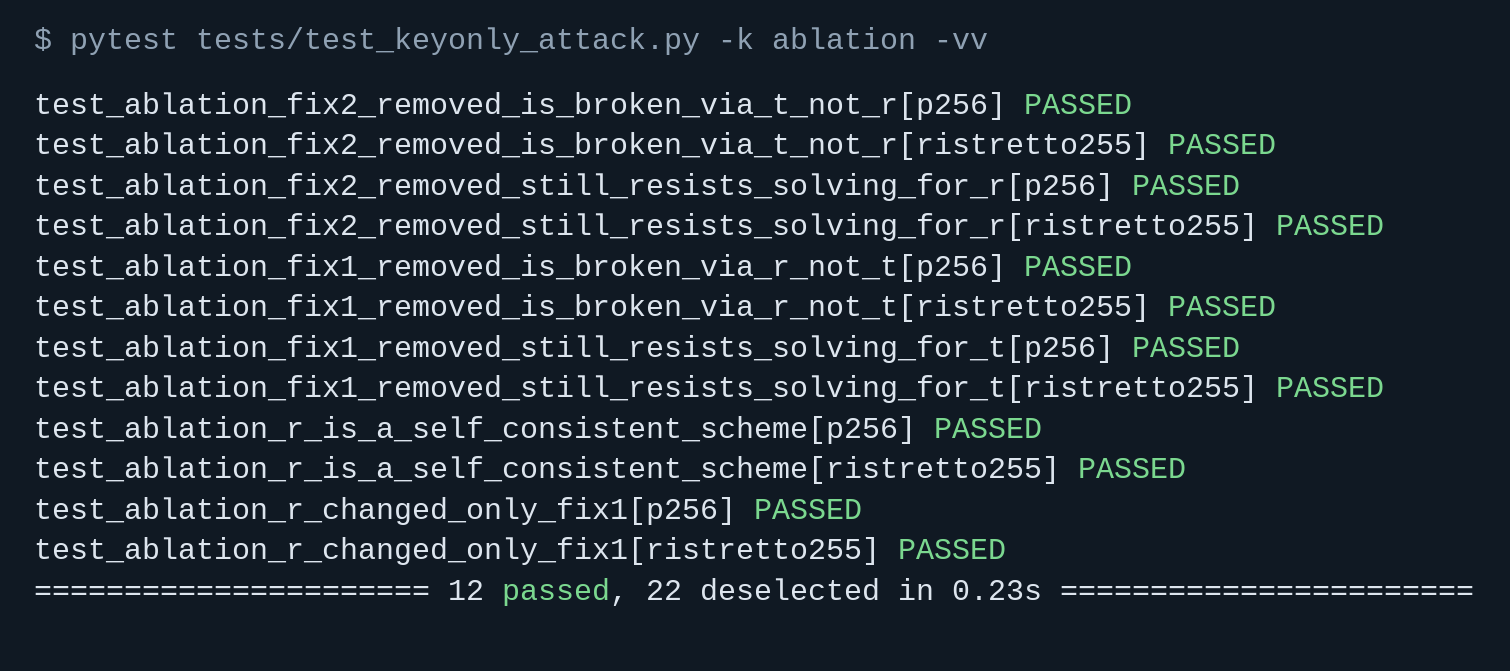 $ pytest tests/test_keyonly_attack.py -k ablation -vv
test_ablation_fix2_removed_is_broken_via_t_not_r[p256] PASSED
test_ablation_fix2_removed_is_broken_via_t_not_r[ristretto255] PASSED
test_ablation_fix2_removed_still_resists_solving_for_r[p256] PASSED
test_ablation_fix2_removed_still_resists_solving_for_r[ristretto255] PASSED
test_ablation_fix1_removed_is_broken_via_r_not_t[p256] PASSED
test_ablation_fix1_removed_is_broken_via_r_not_t[ristretto255] PASSED
test_ablation_fix1_removed_still_resists_solving_for_t[p256] PASSED
test_ablation_fix1_removed_still_resists_solving_for_t[ristretto255] PASSED
test_ablation_r_is_a_self_consistent_scheme[p256] PASSED
test_ablation_r_is_a_self_consistent_scheme[ristretto255] PASSED
test_ablation_r_changed_only_fix1[p256] PASSED
test_ablation_r_changed_only_fix1[ristretto255] PASSED
====================== 12 passed, 22 deselected in 0.23s =======================